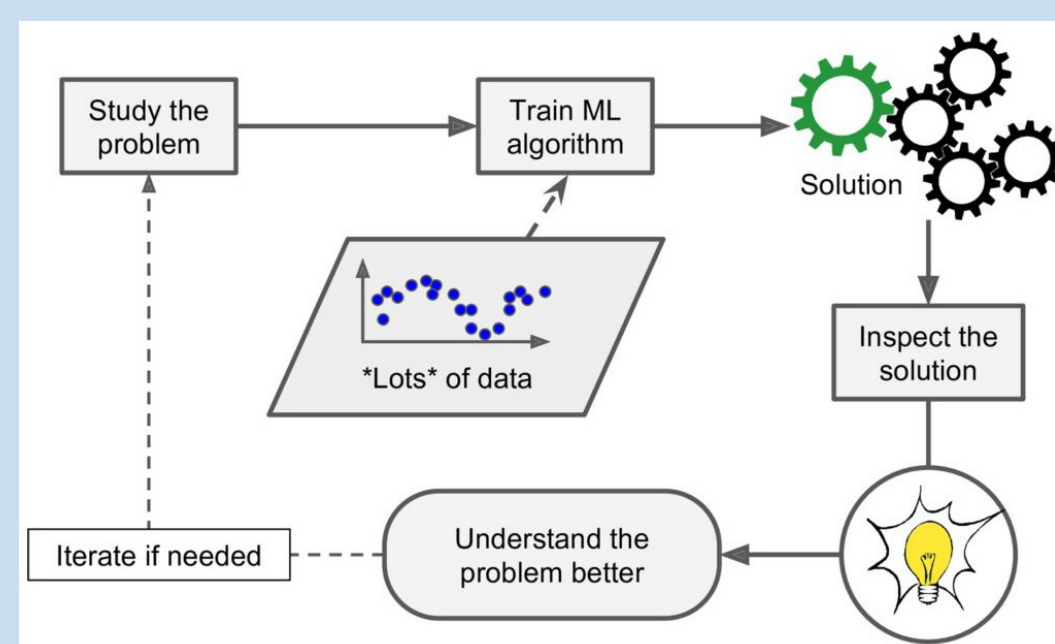 Study the
problem
Train ML
algorithm
Solution
*Lots* of data
Inspect the
solution
Understand the
problem better
Iterate if needed